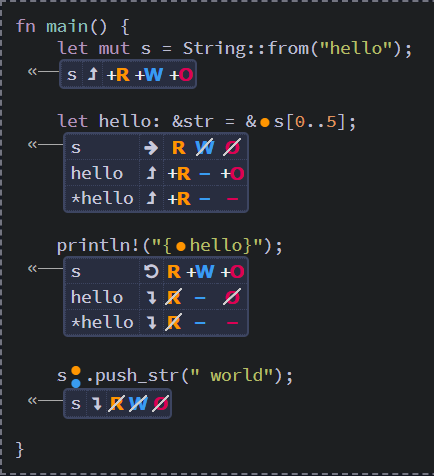 fn main() {
let mut s = String::from("hello");
« s ⮥ +R +W +O
let hello: &str = &●s[0..5];
« s ➔ R W O
hello ⮥ +R - +O
*hello ⮥ +R - -
println!("{●hello}");
« s ↺ R +W +O
hello ⮧ R - O
*hello ⮧ R - -
s●●.push_str(" world");
« s ⮧ R W O
}